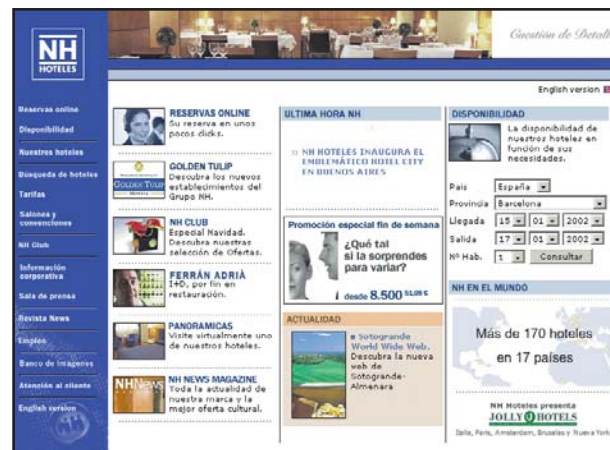 NH
HOTELES
Cuestión de Detall
English version
Reservas online
Disponibilidad
Nuestros hoteles
Búsqueda de hoteles
Tarifas
Salones y
convenciones
NH Club
Información
corporativa
Sala de prensa
Revista News
Empleo
Banco de imágenes
Atención al cliente
English version
RESERVAS ONLINE
Su reserva en unos
pocos clicks.
GOLDEN TULIP
GOLDEN TULIP
Descubra los nuevos
establecimientos del
Grupo NH.
NH CLUB
Especial Navidad.
Descubra nuestras
selección de Ofertas.
FERRÁN ADRIÀ
I+D, por fin en
restauración.
PANORAMICAS
Visite virtualmente uno
de nuestros hoteles.
NHNews
NH NEWS MAGAZINE
Toda la actualidad de
nuestra marca y la
mejor oferta cultural.
ULTIMA HORA NH
NH HOTELES INAUGURA EL
EMBLEMÁTICO HOTEL CITY
EN BUENOS AIRES
Promoción especial fin de semana
¿Qué tal
si la sorprendes
para variar?
desde 8.500 51,09 €
ACTUALIDAD
Sotogrande
World Wide Web.
Descubra la nueva
web de
Sotogrande-
Almenara
DISPONIBILIDAD
La disponibilidad de
nuestros hoteles en
función de sus
necesidades.
País España
Provincia Barcelona
Llegada 15 01 2002
Salida 17 01 2002
Nº Hab. 1 Consultar
NH EN EL MUNDO
Más de 170 hoteles
en 17 países
NH Hoteles presenta
JOLLY HOTELS
Italia, París, Amsterdam, Bruselas y Nueva York